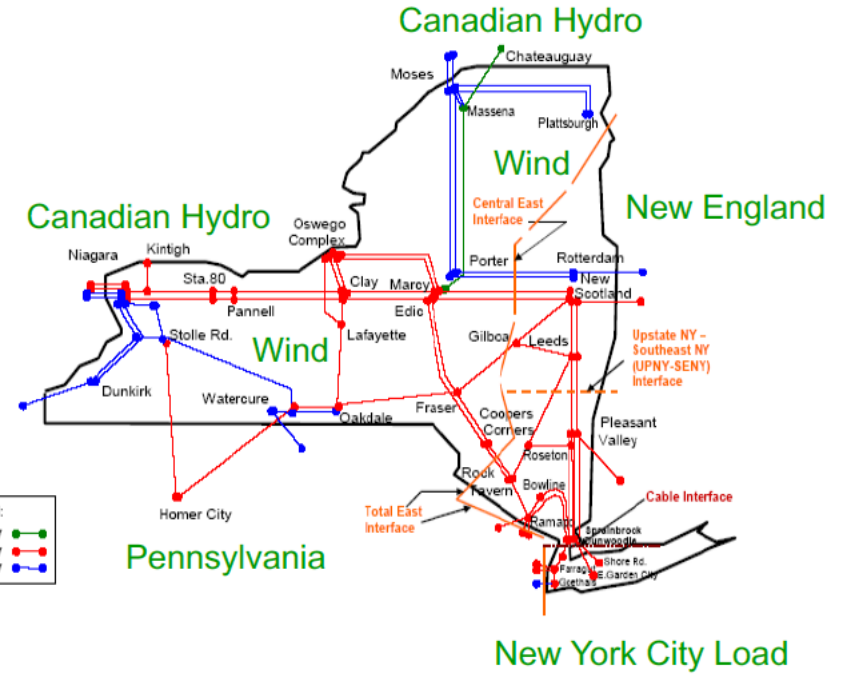 Canadian Hydro
Chateauguay
Moses
Massena
Plattsburgh
Wind
Central East
Interface
New England
Canadian Hydro
Oswego
Complex
Niagara
Kintigh
Porter
Rotterdam
Sta.80
Clay
Marcy
New
Scotland
Pannell
Edic
Stolle Rd.
Lafayette
Gilboa
Leeds
Wind
Upstate NY –
Southeast NY
(UPNY-SENY)
Interface
Dunkirk
Watercure
Oakdale
Fraser
Coopers
Corners
Pleasant
Valley
Roseton
Rock
Tavern
Bowline
Cable Interface
Homer City
Total East
Interface
Ramapo
Sprainbrook
Dunwoodie
Pennsylvania
Shore Rd.
Farragut
E.Garden City
Goethals
New York City Load